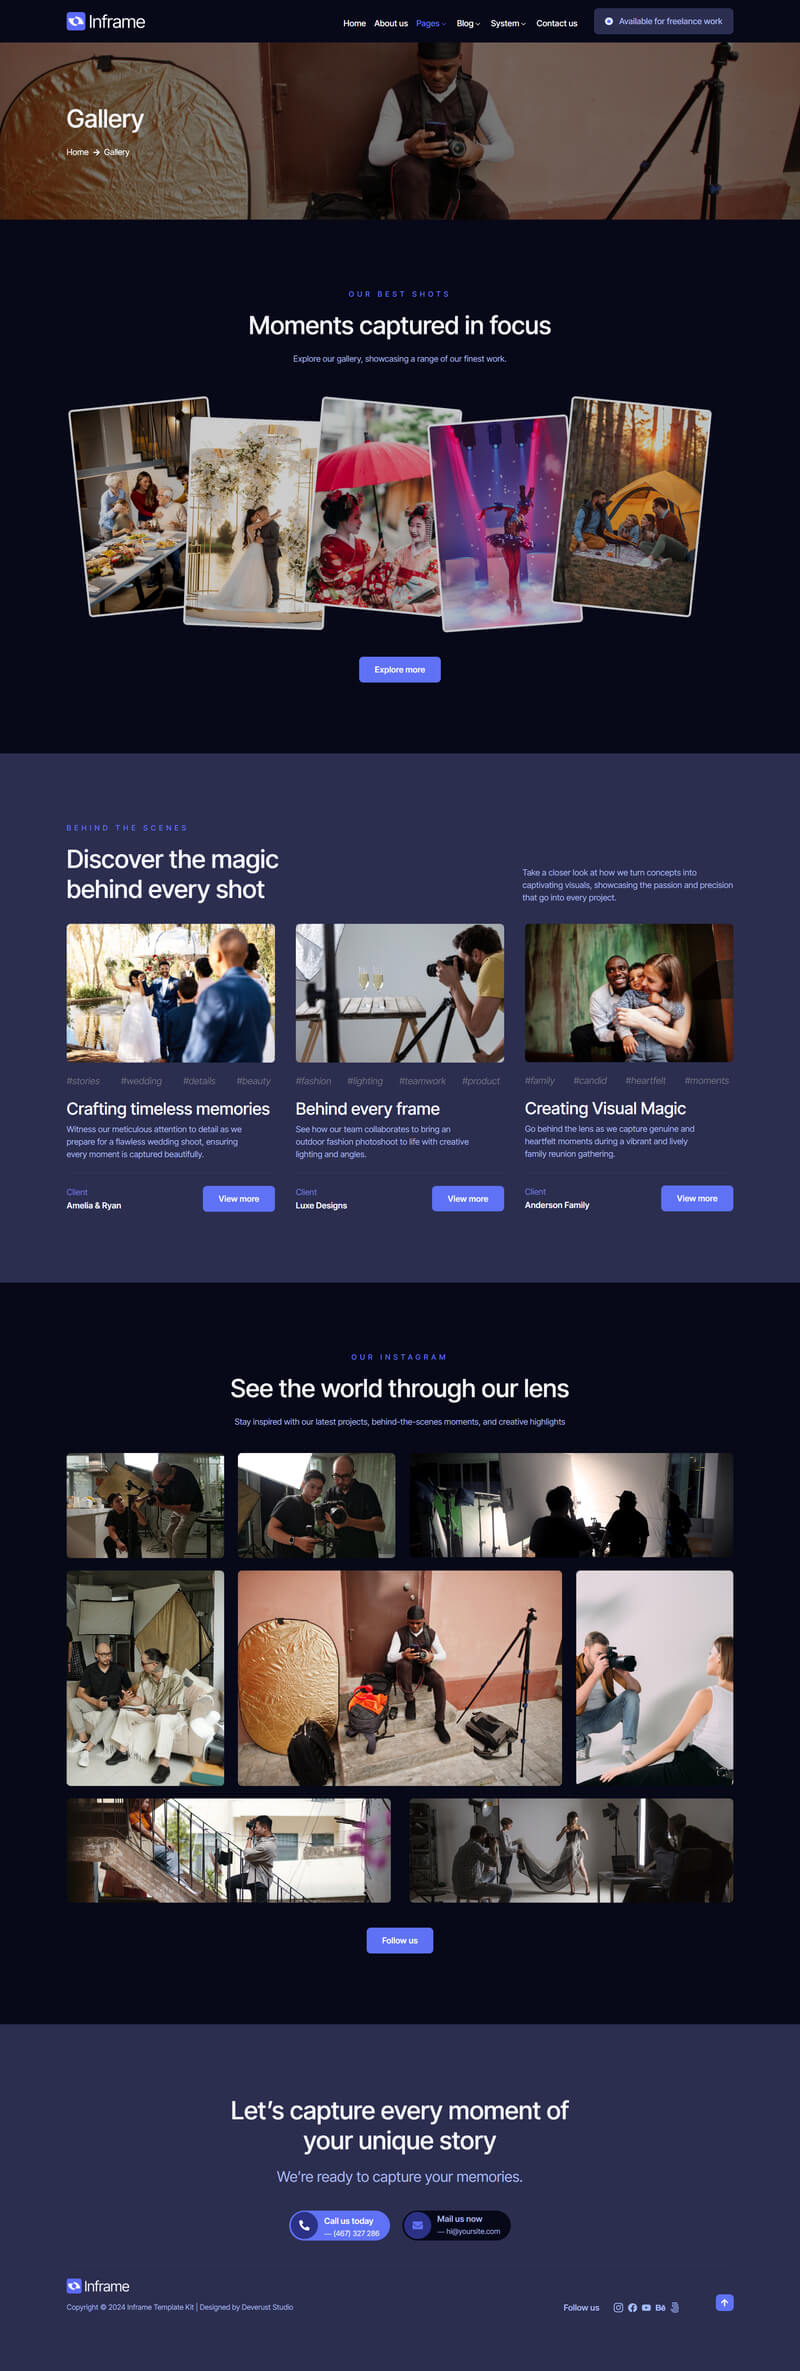 Inframe
Home About us Pages Blog System Contact us Available for freelance work
Gallery
Home → Gallery
OUR BEST SHOTS
Moments captured in focus
Explore our gallery, showcasing a range of our finest work.
Explore more
BEHIND THE SCENES
Discover the magic
behind every shot
Take a closer look at how we turn concepts into
captivating visuals, showcasing the passion and precision
that go into every project.
#stories #wedding #details #beauty
Crafting timeless memories
Witness our meticulous attention to detail as we
prepare for a flawless wedding shoot, ensuring
every moment is captured beautifully.
Client
Amelia & Ryan
View more
#fashion #lighting #teamwork #product
Behind every frame
See how our team collaborates to bring an
outdoor fashion photoshoot to life with creative
lighting and angles.
Client
Luxe Designs
View more
#family #candid #heartfelt #moments
Creating Visual Magic
Go behind the lens as we capture genuine and
heartfelt moments during a vibrant and lively
family reunion gathering.
Client
Anderson Family
View more
OUR INSTAGRAM
See the world through our lens
Stay inspired with our latest projects, behind-the-scenes moments, and creative highlights
Follow us
Let's capture every moment of
your unique story
We're ready to capture your memories.
Call us today
— (467) 327 286
Mail us now
— hi@yoursite.com
Inframe
Copyright © 2024 Inframe Template Kit | Designed by Deverust Studio
Follow us